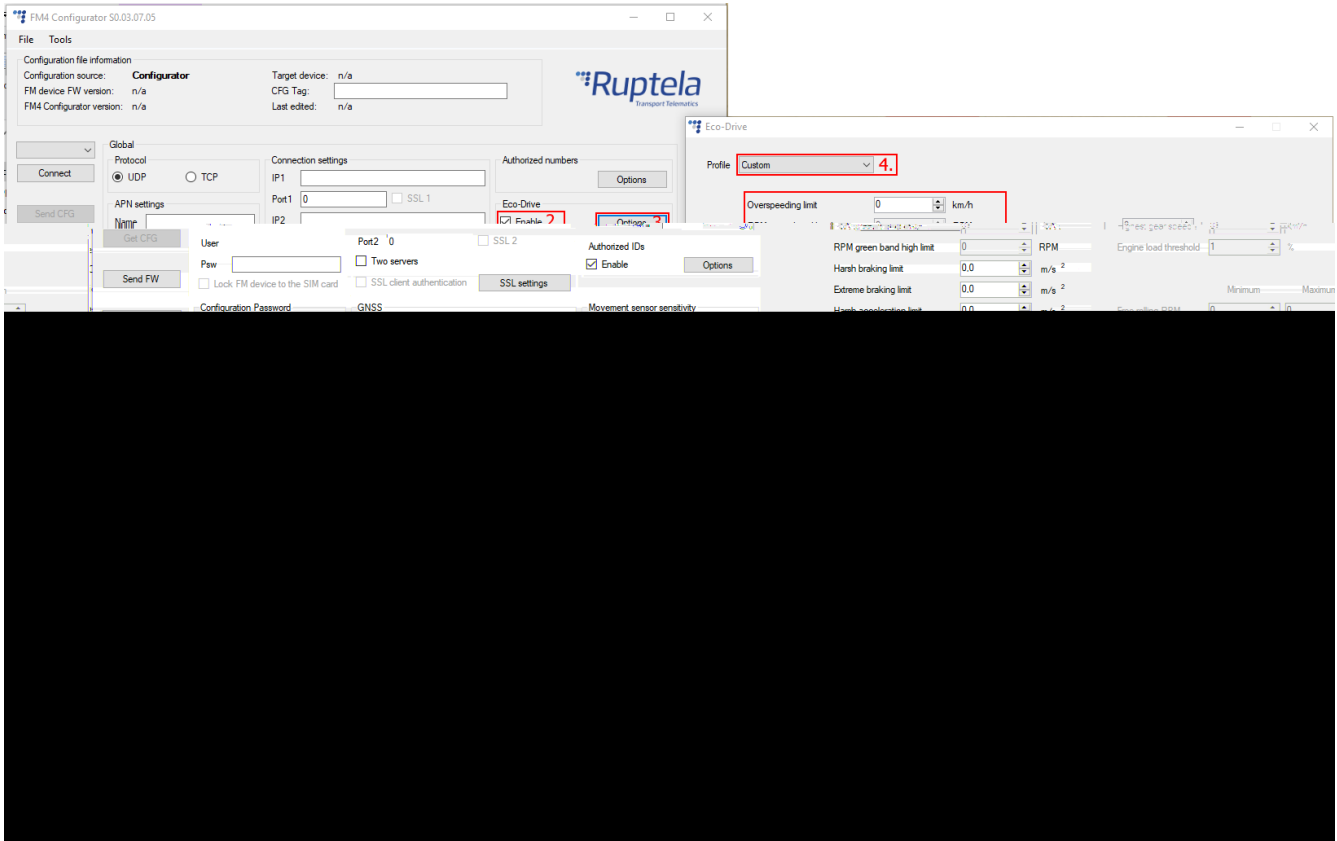 FM4 Configurator S0.03.07.05
File Tools
Configuration file information
Configuration source: Configurator
Target device: n/a
FM device FW version: n/a
CFG Tag:
FM4 Configurator version: n/a
Last edited: n/a
Ruptela
Transport Telematics
Connect
Send CFG
Global
Protocol
UDP TCP
APN settings
Name
Connection settings
IP1
Port1 0 SSL 1
IP2
Authorized numbers
Options
Eco-Drive
Enable 2
Options 3
Eco-Drive
Profile Custom 4.
Overspeeding limit 0 km/h
Get CFG
Send FW
User
Psw
Lock FM device to the SIM card
Configuration Password
Port2 0 SSL 2
Two servers
SSL client authentication SSL settings
GNSS
Authorized IDs
Enable Options
Movement sensor sensitivity
RPM green band high limit 0 RPM
Engine load threshold 1 %
Harsh braking limit 0,0 m/s 2
Extreme braking limit 0,0 m/s 2
Minimum Maximum